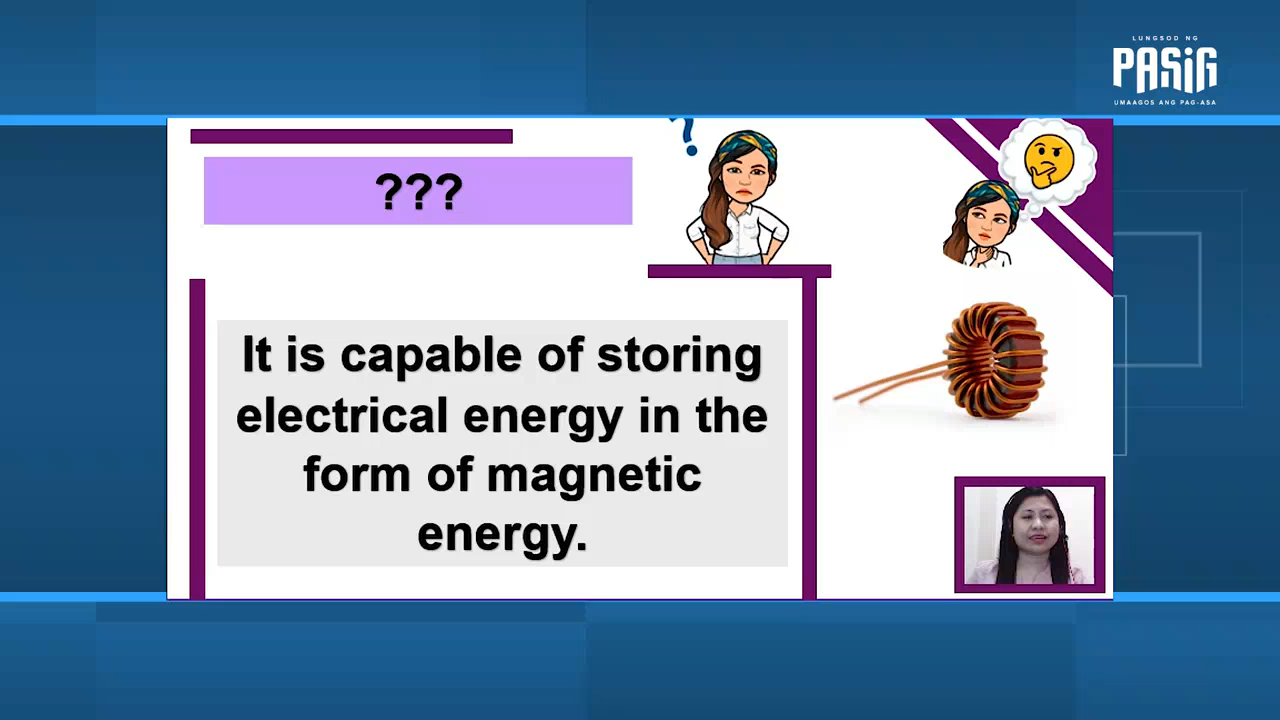 LUNGSOD NG
PASIG
UMAAGOS ANG PAG-ASA
???
?
It is capable of storing
electrical energy in the
form of magnetic
energy.